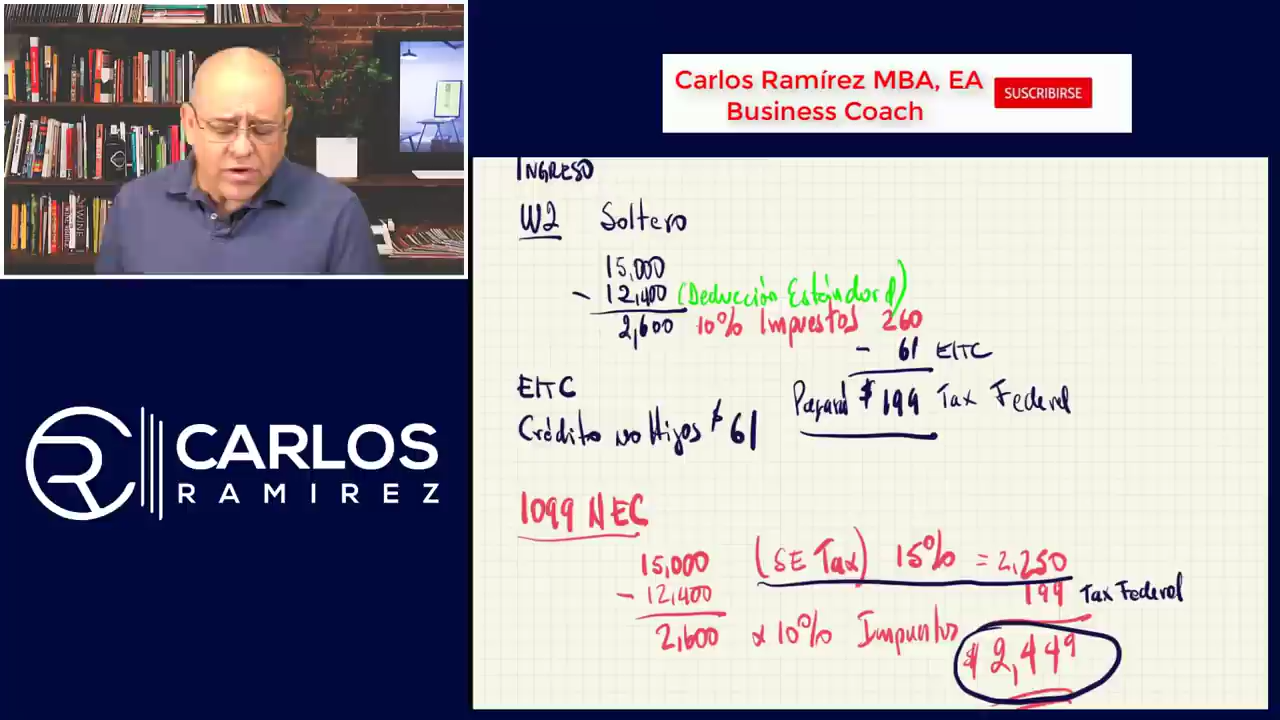 Carlos Ramírez MBA, EA
Business Coach
SUSCRIBIRSE
INGRESO
W2 Soltero
15,000
- 12,400 (Deducción Estándard)
2,600 10% Impuestos 260
- 61 EITC
Pagará $199 Tax Federal
EITC
Crédito no Hijos $61
1099 NEC
15,000 (SE Tax) 15% = 2,250
- 12,400 199 Tax Federal
2,600 x 10% Impuestos
$2,449
CR CARLOS
RAMIREZ